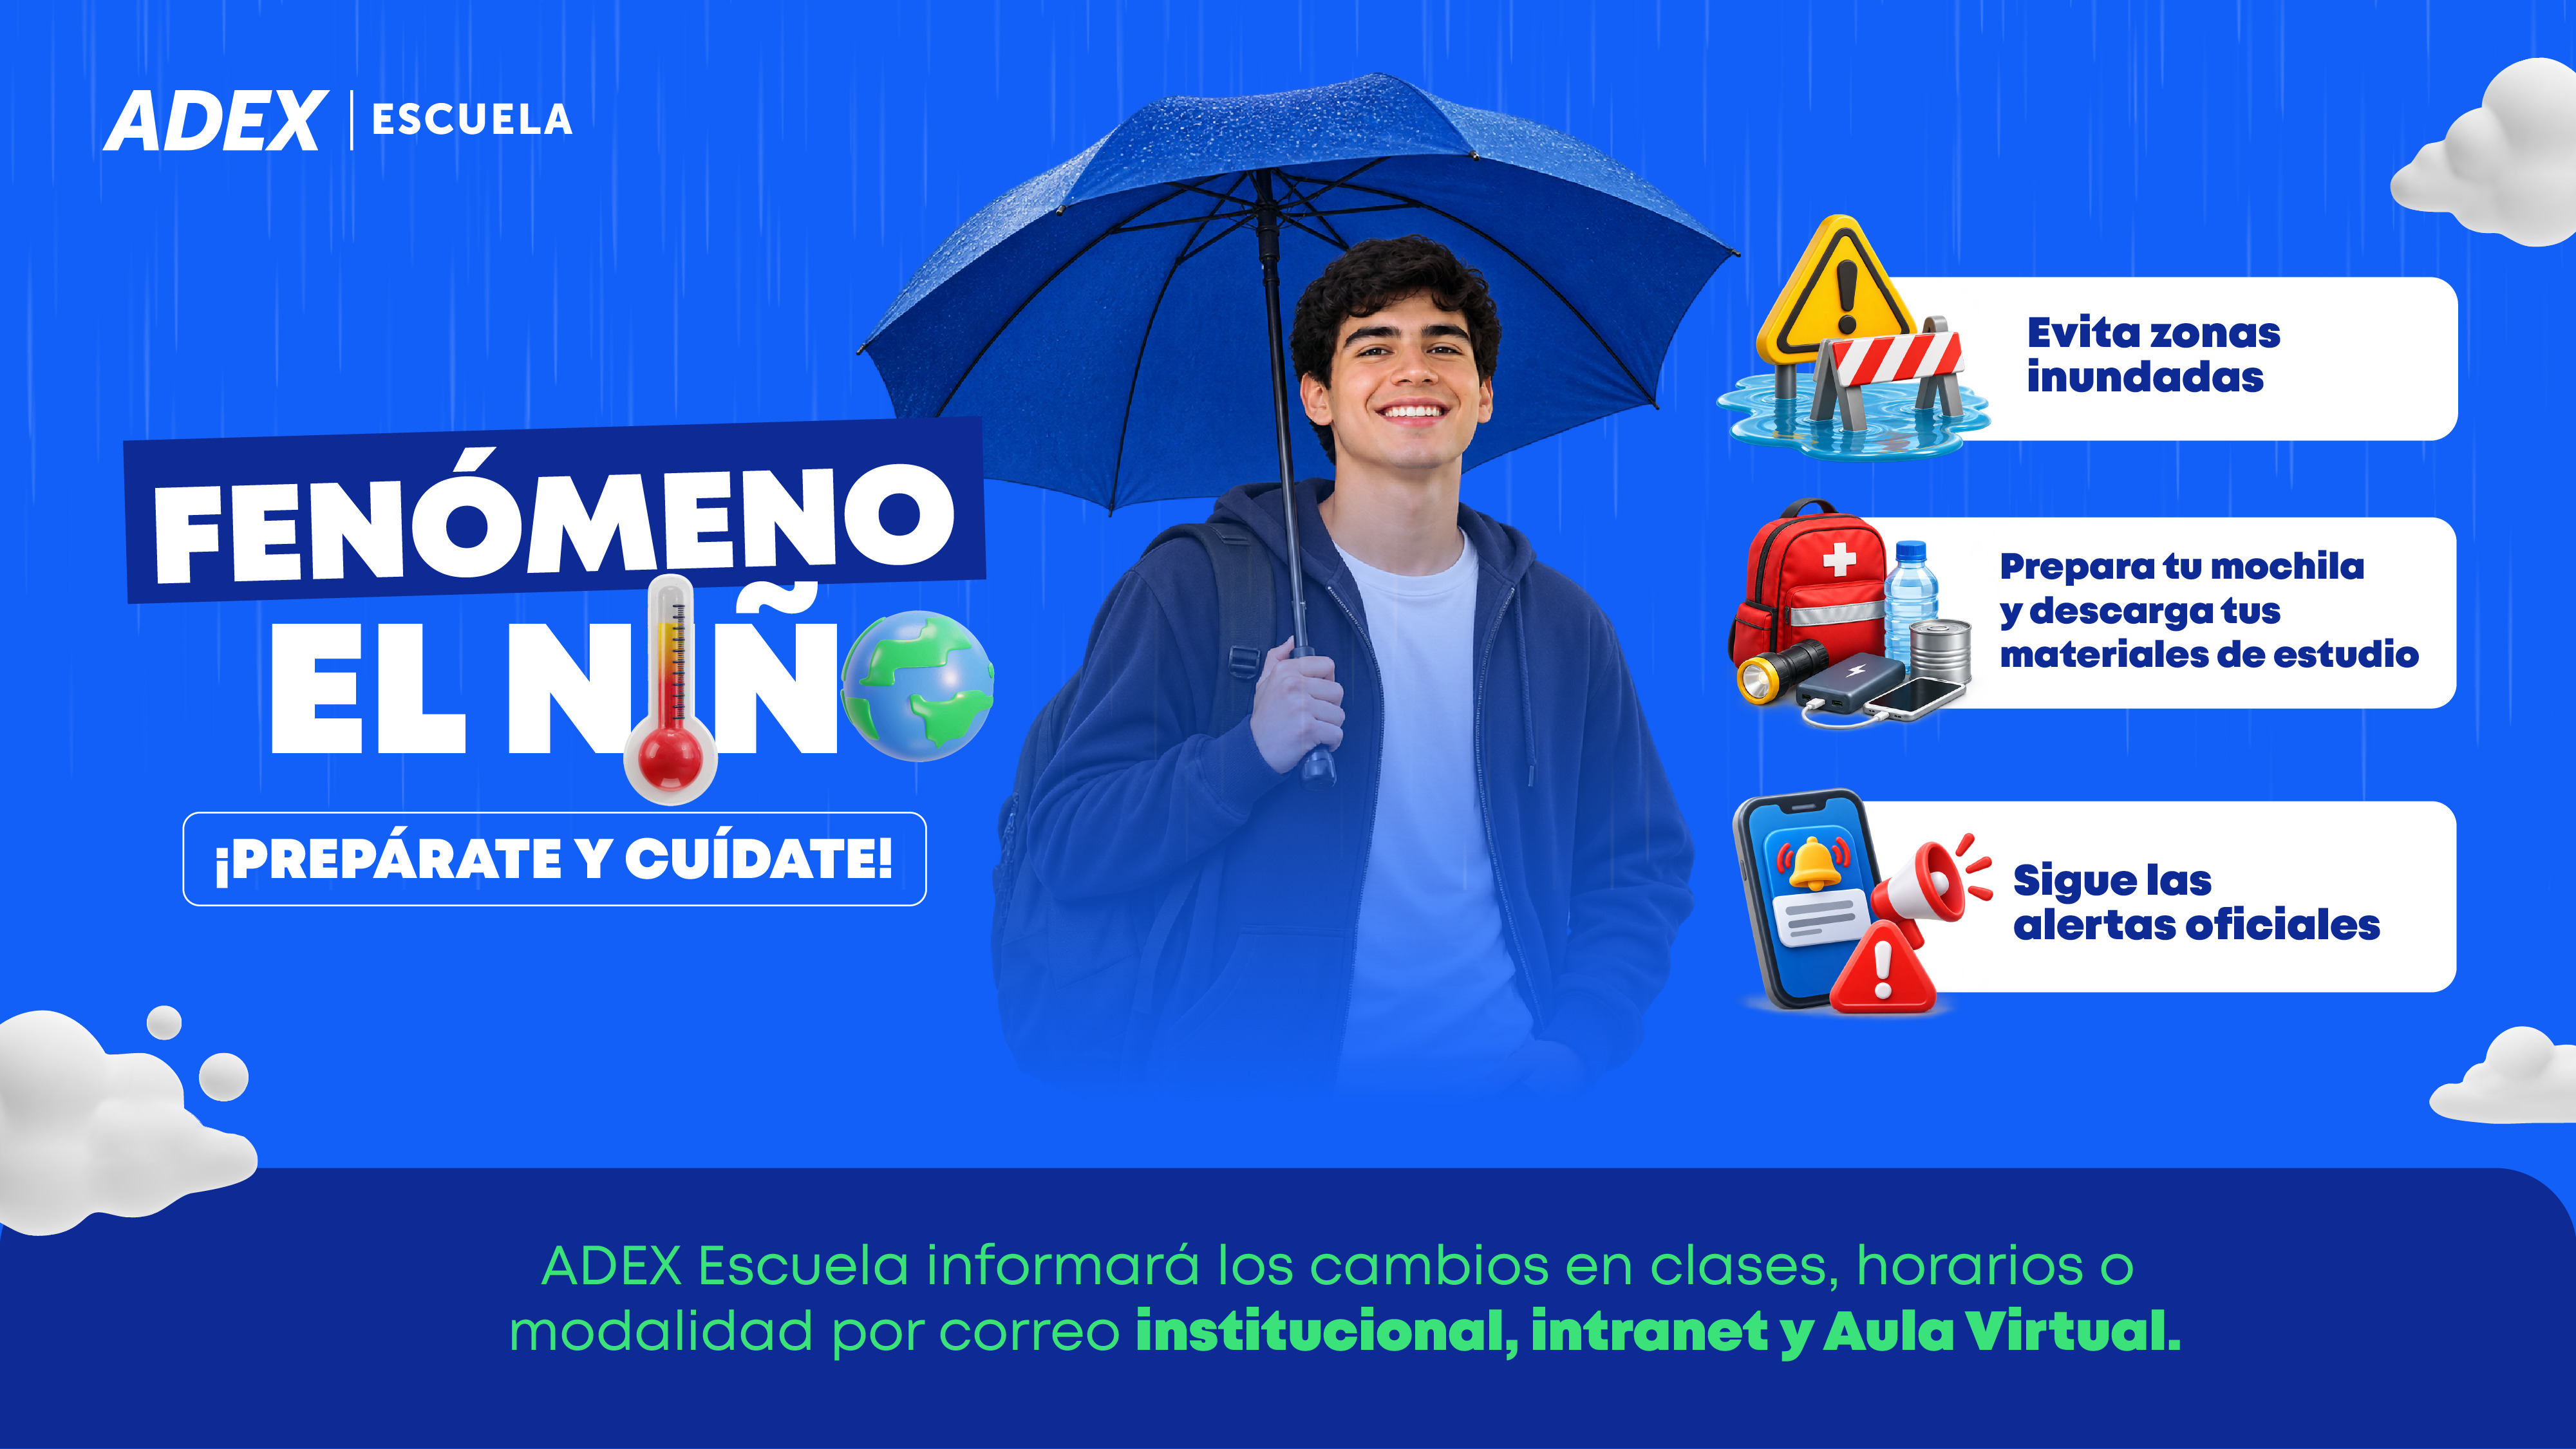 ADEX | ESCUELA
FENÓMENO
EL NIÑO
¡PREPÁRATE Y CUÍDATE!
Evita zonas
inundadas
Prepara tu mochila
y descarga tus
materiales de estudio
Sigue las
alertas oficiales
ADEX Escuela informará los cambios en clases, horarios o
modalidad por correo institucional, intranet y Aula Virtual.